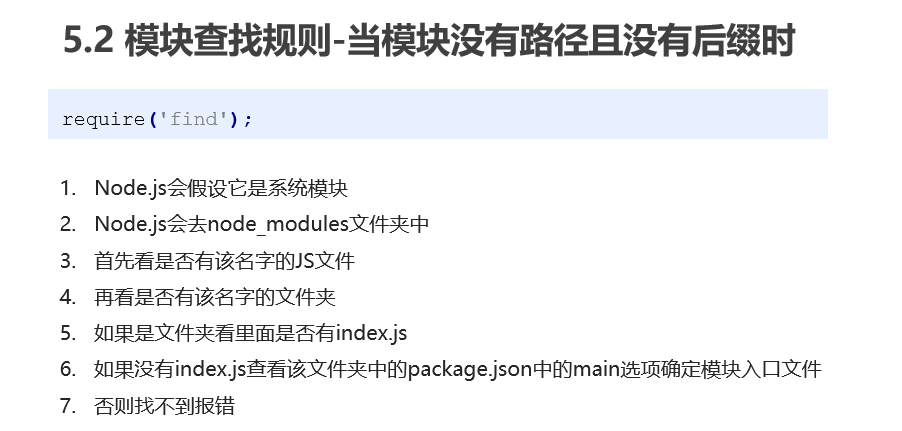 5.2 模块查找规则-当模块没有路径且没有后缀时
require('find');
1. Node.js会假设它是系统模块
2. Node.js会去node_modules文件夹中
3. 首先看是否有该名字的JS文件
4. 再看是否有该名字的文件夹
5. 如果是文件夹看里面是否有index.js
6. 如果没有index.js查看该文件夹中的package.json中的main选项确定模块入口文件
7. 否则找不到报错